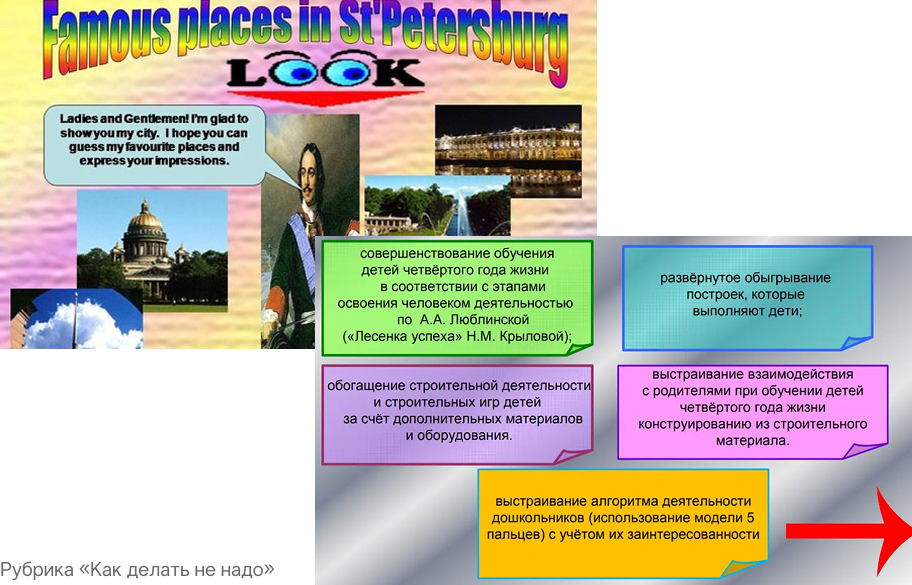 Famous places in St'Petersburg
LOOK
Ladies and Gentlemen! I'm glad to
show you my city. I hope you can
guess my favourite places and
express your impressions.
совершенствование обучения
детей четвёртого года жизни
в соответствии с этапами
освоения человеком деятельностью
по А.А. Люблинской
(«Лесенка успеха» Н.М. Крыловой);
развёрнутое обыгрывание
построек, которые
выполняют дети;
обогащение строительной деятельности
и строительных игр детей
за счёт дополнительных материалов
и оборудования.
выстраивание взаимодействия
с родителями при обучении детей
четвёртого года жизни
конструированию из строительного
материала.
выстраивание алгоритма деятельности
дошкольников (использование модели 5
пальцев) с учётом их заинтересованности
Рубрика «Как делать не надо»